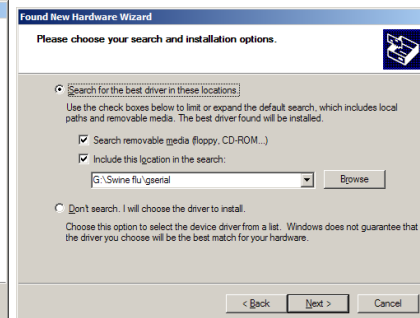 Found New Hardware Wizard
Please choose your search and installation options.
Search for the best driver in these locations.
Use the check boxes below to limit or expand the default search, which includes local
paths and removable media. The best driver found will be installed.
Search removable media (floppy, CD-ROM...)
Include this location in the search:
G:\Swine flu\gserial
Browse
Don't search. I will choose the driver to install.
Choose this option to select the device driver from a list. Windows does not guarantee that
the driver you choose will be the best match for your hardware.
< Back
Next >
Cancel